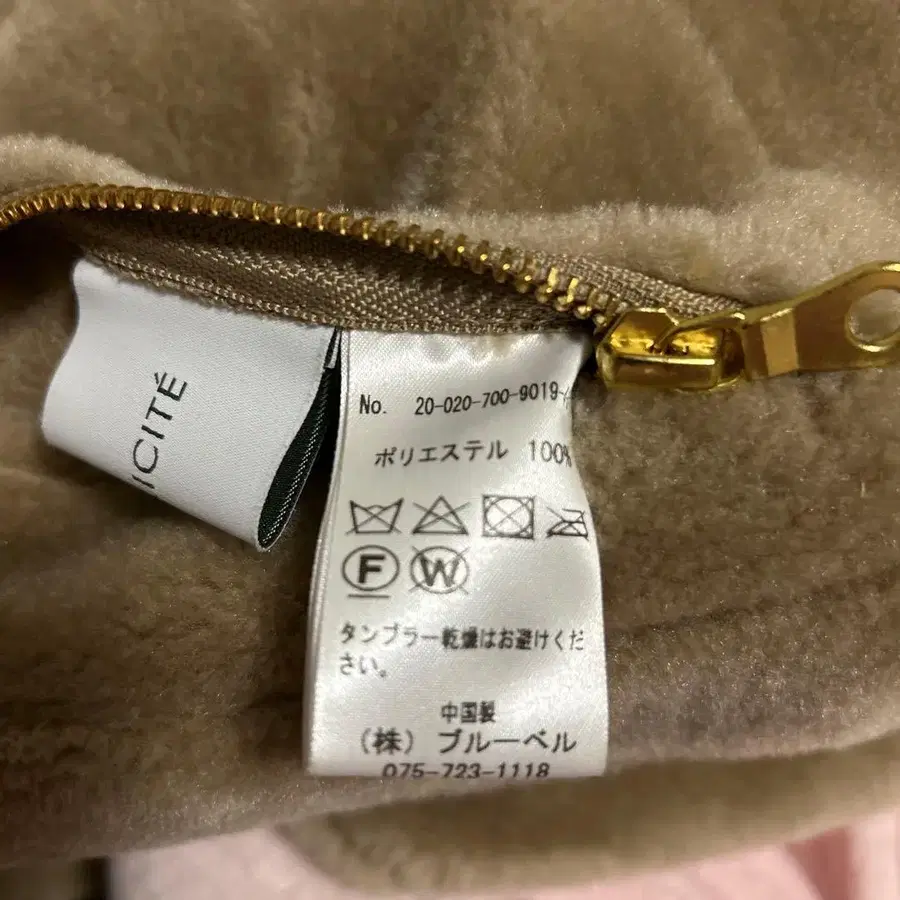 ICITÉ
No. 20-020-700-9019-
ポリエステル 100%
F W
タンブラー乾燥はお避けくだ
さい。
中国製
(株) ブルーベル
075-723-1118